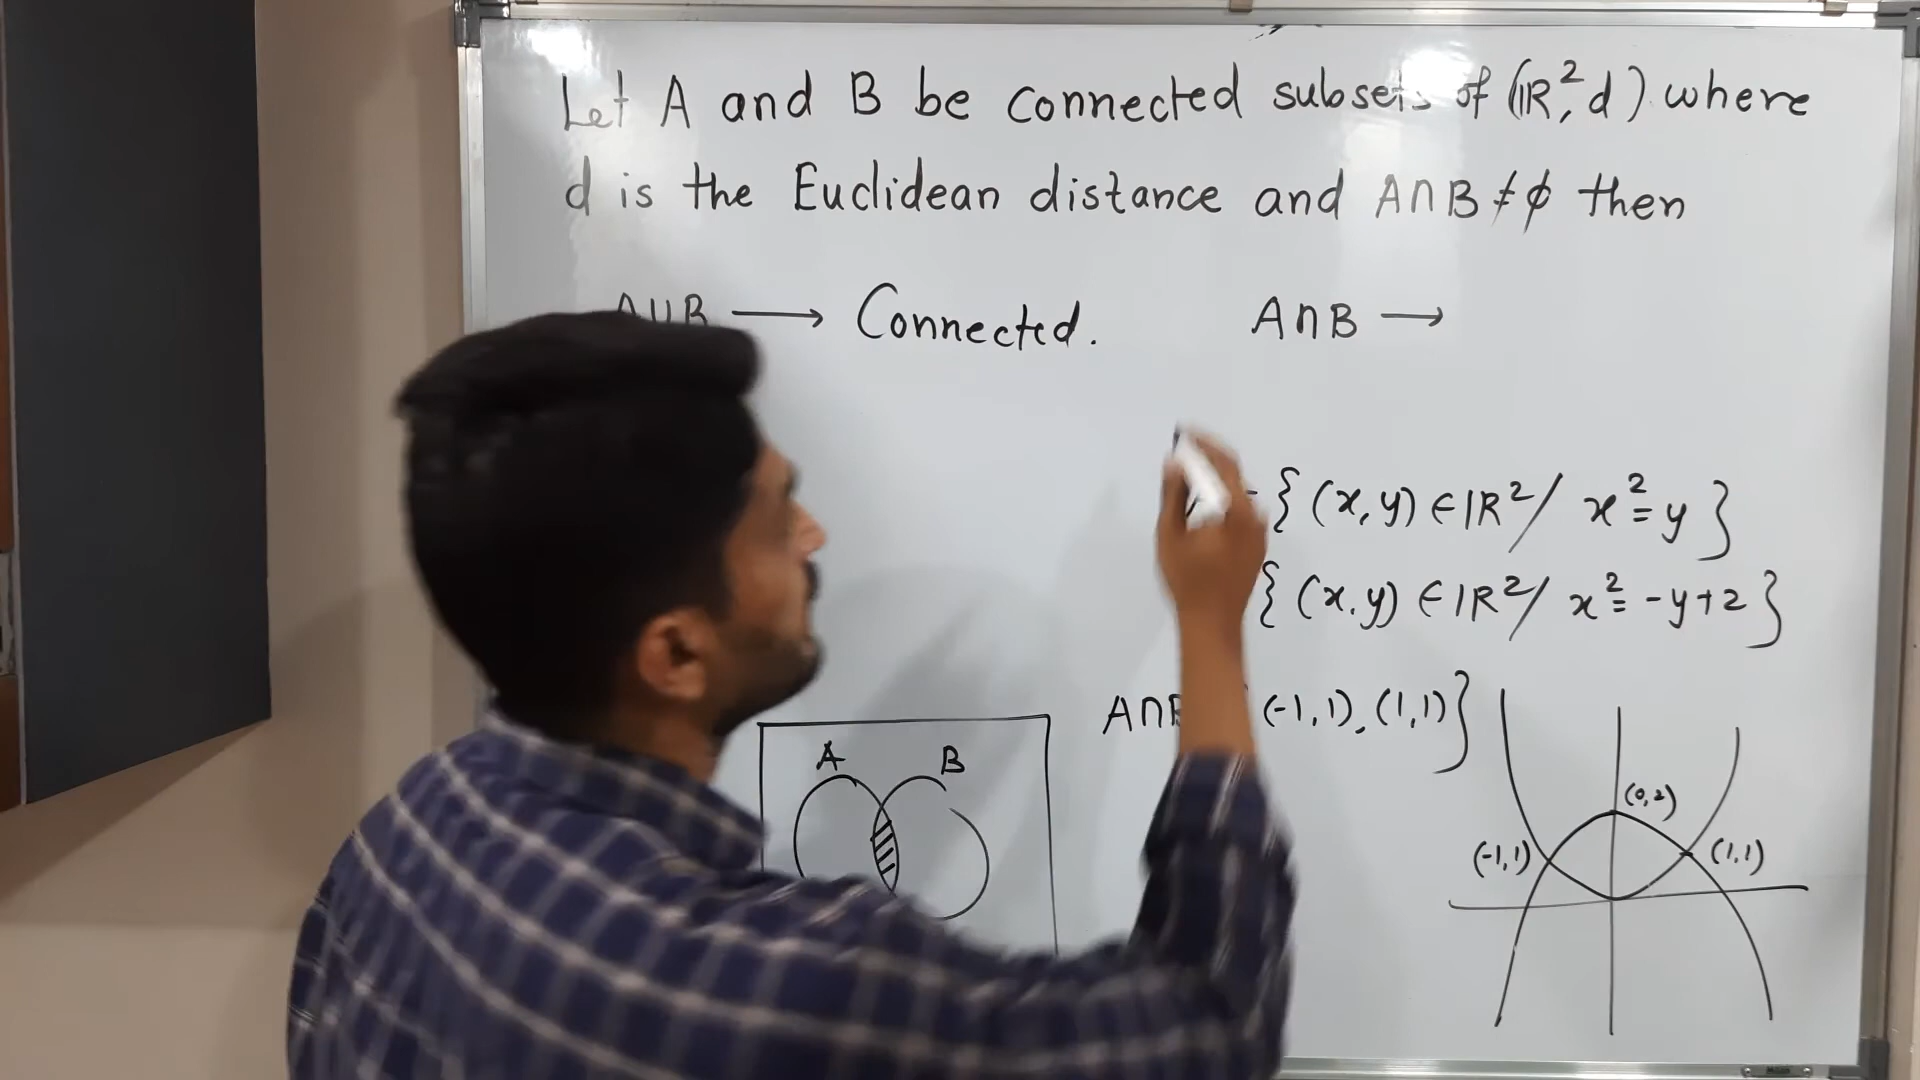 Let A and B be connected subsets of (ℝ², d) where
d is the Euclidean distance and A∩B ≠ ϕ then
A∪B ⟶ Connected. A∩B →
= { (x, y) ∈ ℝ² / x² = y }
{ (x, y) ∈ ℝ² / x² = -y+2 }
A∩B (-1, 1), (1, 1) }
A B
(0, 2)
(-1, 1) (1, 1)